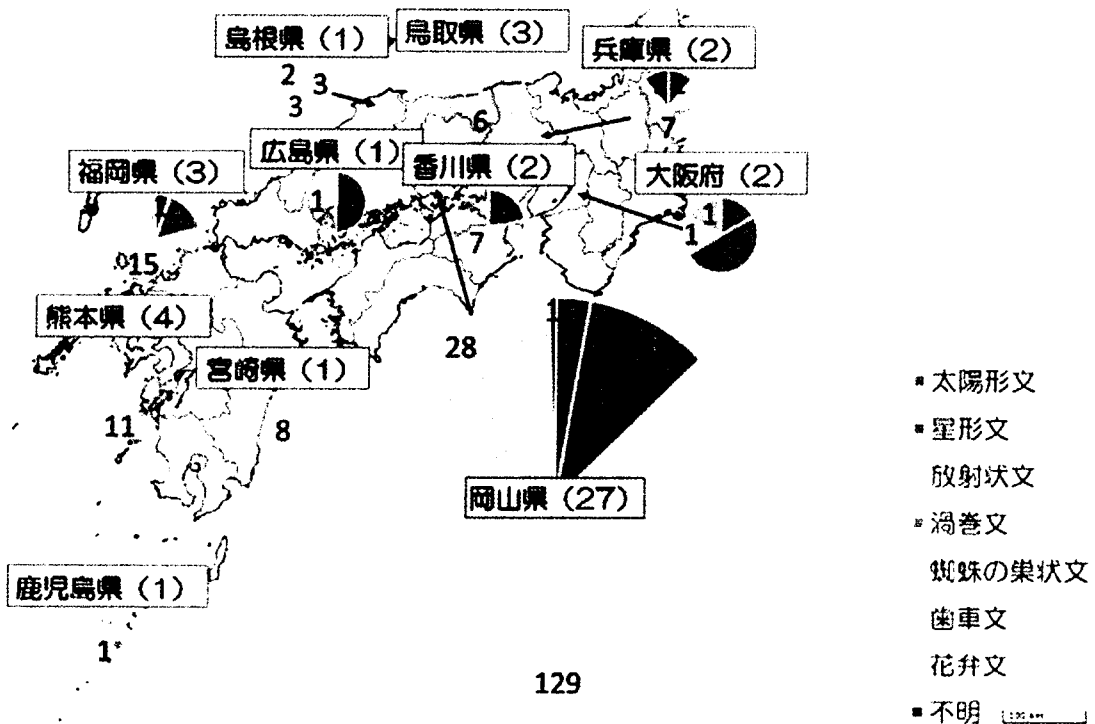 島根県（1） 鳥取県（3）
兵庫県（2）
2 3
3
6
7
広島県（1） 香川県（2）
福岡県（3） 大阪府（2）
1
1
1
7
15
熊本県（4）
28
1
宮崎県（1）
11
8
岡山県（27）
鹿児島県（1）
1
129
太陽形文
星形文
放射状文
渦巻文
蜘蛛の巣状文
歯車文
花弁文
不明